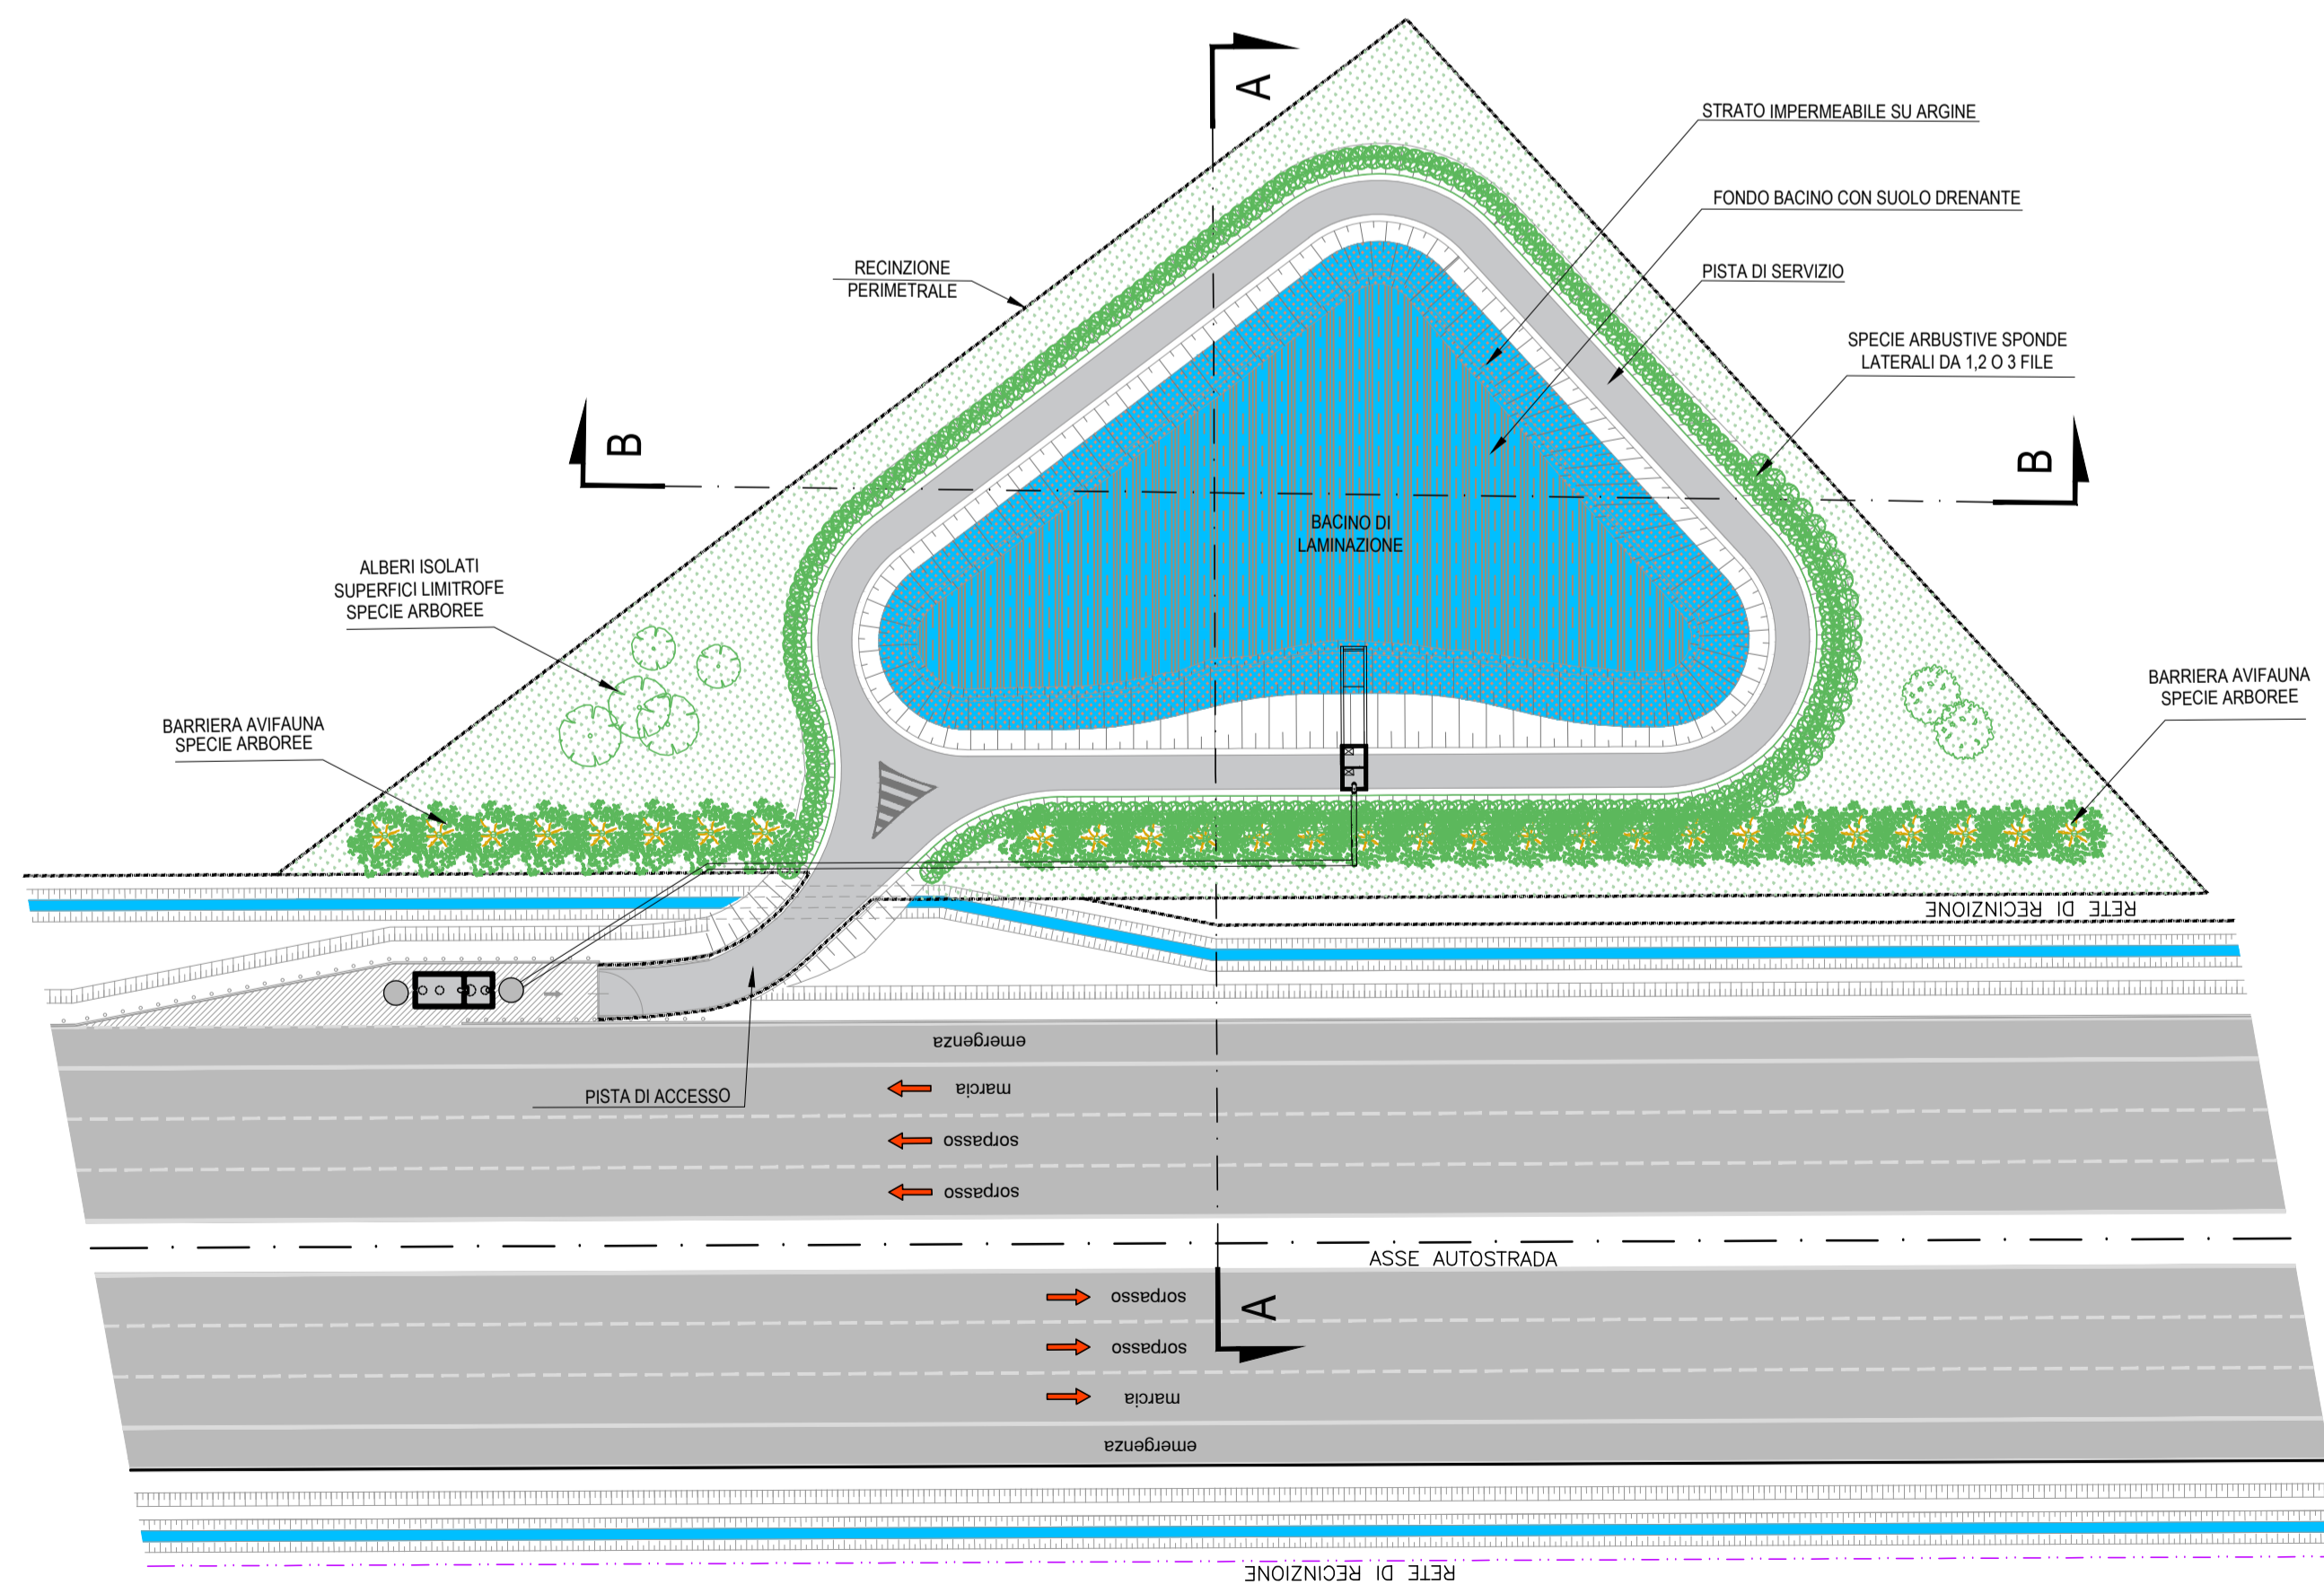 A
STRATO IMPERMEABILE SU ARGINE
FONDO BACINO CON SUOLO DRENANTE
RECINZIONE
PERIMETRALE
PISTA DI SERVIZIO
SPECIE ARBUSTIVE SPONDE
LATERALI DA 1,2 O 3 FILE
B
B
BACINO DI
LAMINAZIONE
ALBERI ISOLATI
SUPERFICI LIMITROFE
SPECIE ARBOREE
BARRIERA AVIFAUNA
SPECIE ARBOREE
BARRIERA AVIFAUNA
SPECIE ARBOREE
RETE DI RECINZIONE
emergenza
marcia
PISTA DI ACCESSO
sorpasso
sorpasso
ASSE AUTOSTRADA
sorpasso
A
sorpasso
marcia
emergenza
RETE DI RECINZIONE